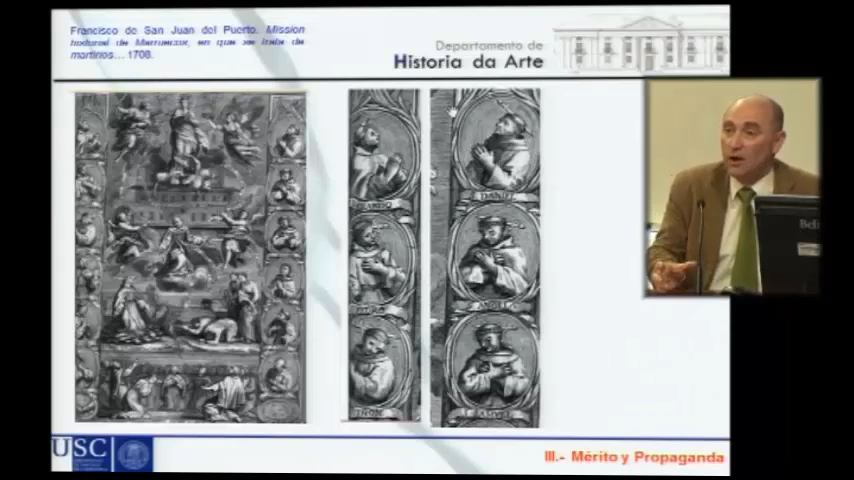 Francisco de San Juan del Puerto. Mission
historial de Marruecos, en que se trata de
martirios... 1708.
Departamento de
Historia da Arte
DANIEL
USC
III.- Mérito y Propaganda